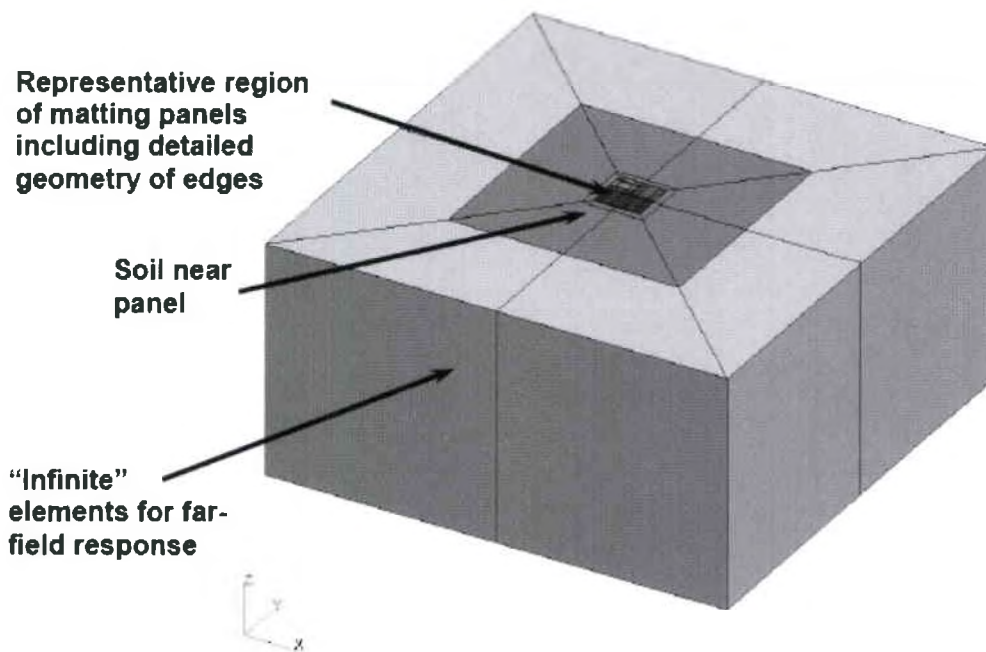 Representative region
of matting panels
including detailed
geometry of edges
Soil near
panel
“Infinite”
elements for far-
field response
Z
Y
X